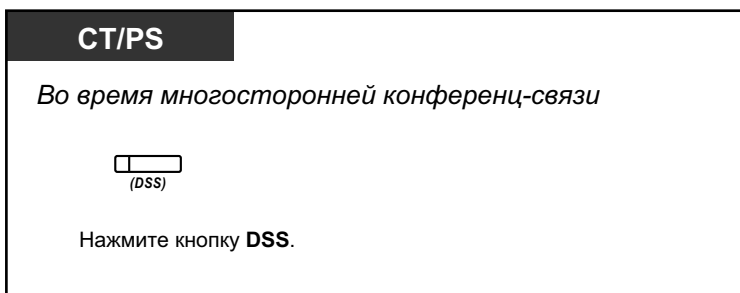 CT/PS
Во время многосторонней конференц-связи
(DSS)
Нажмите кнопку DSS.